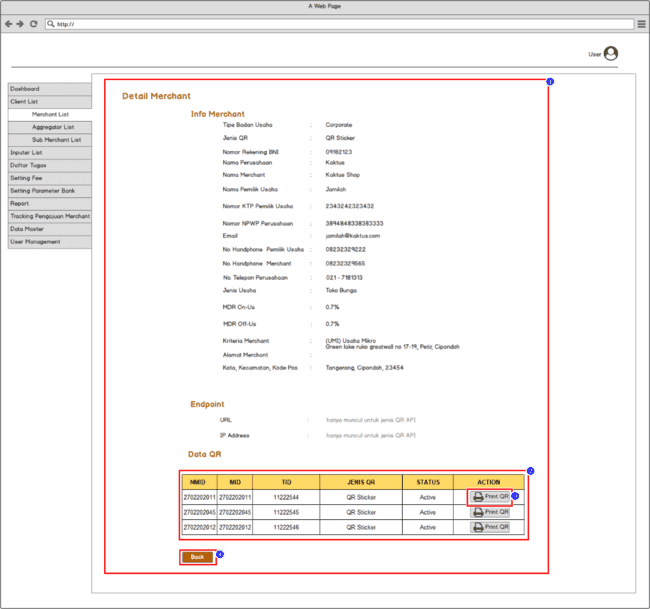 A Web Page
http://
User
Dashboard
Client List
Merchant List
Aggregator List
Sub Merchant List
Inputer List
Daftar Tugas
Setting Fee
Setting Parameter Bank
Report
Tracking Pengajuan Merchant
Data Master
User Management
1
Detail Merchant
Info Merchant
Tipe Badan Usaha : Corporate
Jenis QR : QR Sticker
Nomor Rekening BNI : 09182123
Nama Perusahaan : Kaktus
Nama Merchant : Kaktus Shop
Nama Pemilik Usaha : Jamilah
Nomor KTP Pemilik Usaha : 2343242323432
Nomor NPWP Perusahaan : 3894848338383333
Email : jamilah@kaktus.com
No. Handphone Pemilik Usaha : 08232329222
No. Handphone Merchant : 08232329565
No. Telepon Perusahaan : 021 - 7181313
Jenis Usaha : Toko Bunga
MDR On-Us : 0.7%
MDR Off-Us : 0.7%
Kriteria Merchant : (UMI) Usaha Mikro
Green lake ruko greatwall no 17-19, Petir, Cipondoh
Alamat Merchant :
Kota, Kecamatan, Kode Pos : Tangerang, Cipondoh, 23454
Endpoint
URL : hanya muncul untuk jenis QR API
IP Address : hanya muncul untuk jenis QR API
Data QR
2
NMID MID TID JENIS QR STATUS ACTION
2702202011 2702202011 11222544 QR Sticker Active Print QR 3
2702202045 2702202045 11222545 QR Sticker Active Print QR
2702202012 2702202012 11222546 QR Sticker Active Print QR
Back 4